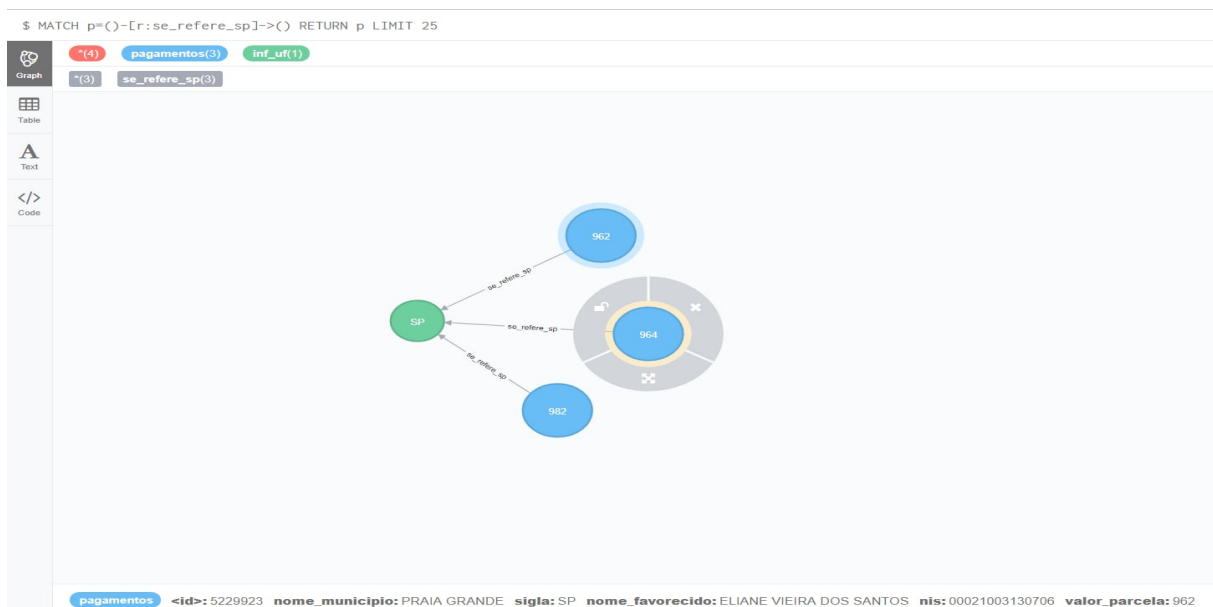 $ MATCH p=()-[r:se_refere_sp]->() RETURN p LIMIT 25
Graph
*(4) pagamentos(3) inf_uf(1)
*(3) se_refere_sp(3)
Table
A
Text
</>
Code
962
se_refere_sp
SP
se_refere_sp
964
se_refere_sp
982
pagamentos <id>: 5229923 nome_municipio: PRAIA GRANDE sigla: SP nome_favorecido: ELIANE VIEIRA DOS SANTOS nis: 00021003130706 valor_parcela: 962